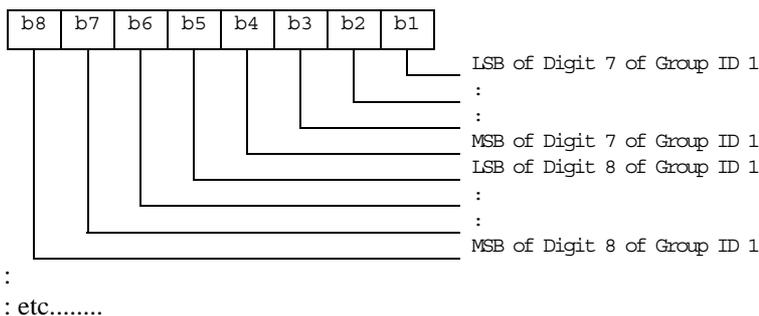 b8 b7 b6 b5 b4 b3 b2 b1
LSB of Digit 7 of Group ID 1
:
:
MSB of Digit 7 of Group ID 1
LSB of Digit 8 of Group ID 1
:
:
MSB of Digit 8 of Group ID 1
:
: etc........